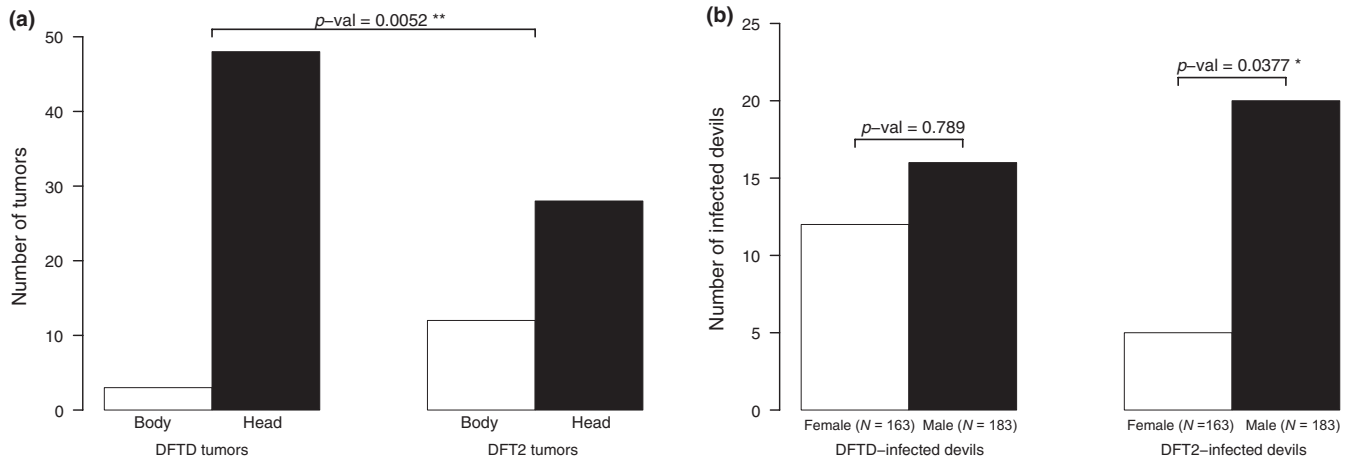 (a)
p–val = 0.0052 **
Number of tumors
50
40
30
20
10
0
Body Head Body Head
DFTD tumors DFT2 tumors
(b)
Number of infected devils
25
20
15
10
5
0
p–val = 0.789
p–val = 0.0377 *
Female (N = 163) Male (N = 183) Female (N =163) Male (N = 183)
DFTD–infected devils DFT2–infected devils